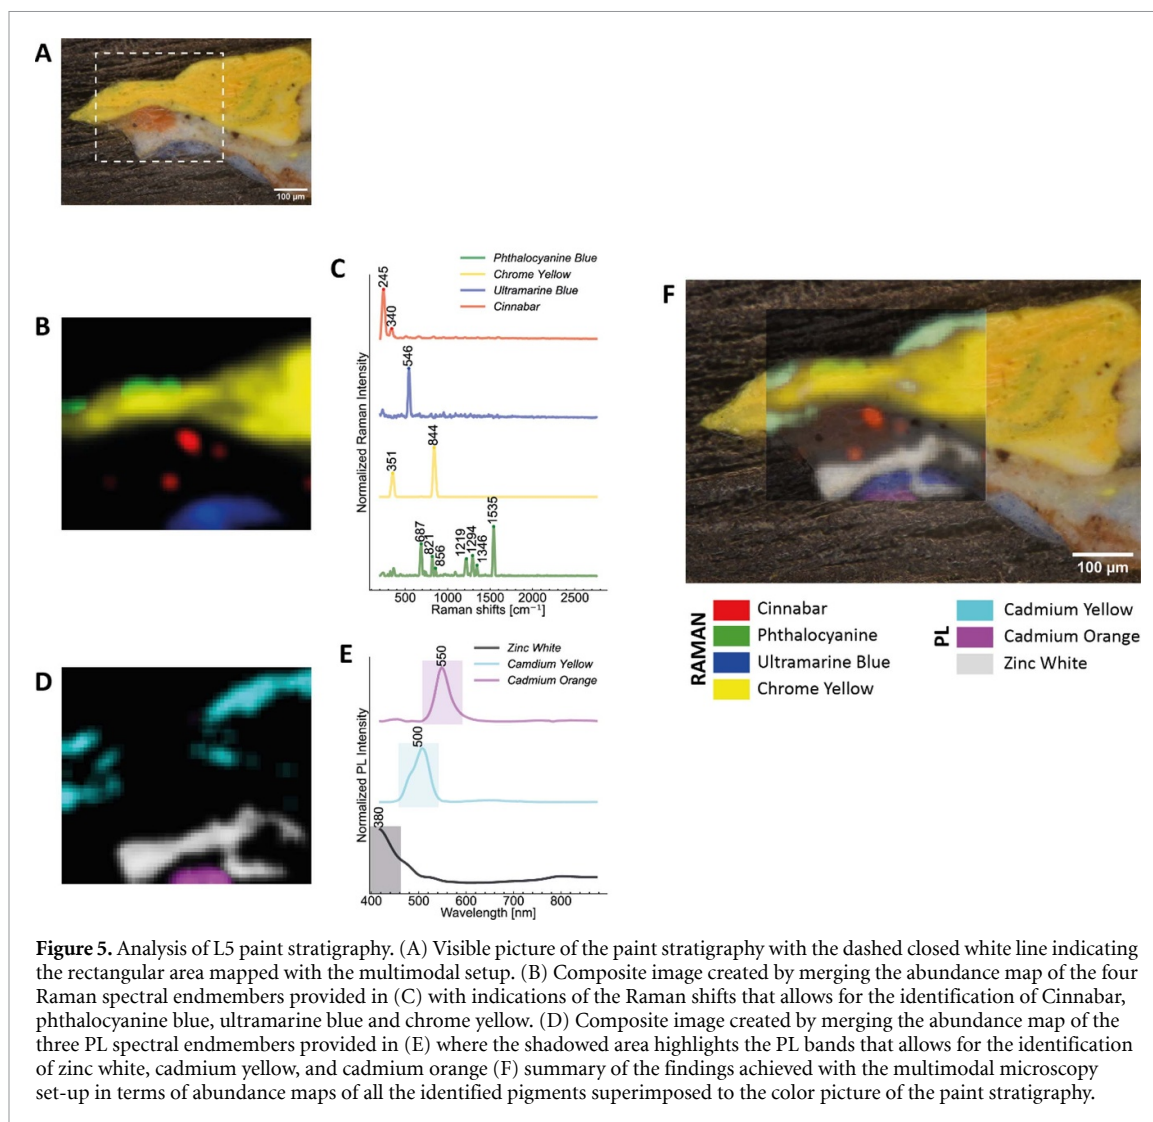 A
100 µm
B
C
Phthalocyanine Blue
Chrome Yellow
Ultramarine Blue
Cinnabar
245
340
546
351
844
687
821
856
1219
1294
1346
1535
Normalized Raman Intensity
500 1000 1500 2000 2500
Raman shifts [cm⁻¹]
D
E
Zinc White
Camdium Yellow
Cadmium Orange
550
500
380
Normalized PL Intensity
400 500 600 700 800
Wavelength [nm]
F
100 µm
RAMAN
Cinnabar
Phthalocyanine
Ultramarine Blue
Chrome Yellow
PL
Cadmium Yellow
Cadmium Orange
Zinc White
Figure 5. Analysis of L5 paint stratigraphy. (A) Visible picture of the paint stratigraphy with the dashed closed white line indicating
the rectangular area mapped with the multimodal setup. (B) Composite image created by merging the abundance map of the four
Raman spectral endmembers provided in (C) with indications of the Raman shifts that allows for the identification of Cinnabar,
phthalocyanine blue, ultramarine blue and chrome yellow. (D) Composite image created by merging the abundance map of the
three PL spectral endmembers provided in (E) where the shadowed area highlights the PL bands that allows for the identification
of zinc white, cadmium yellow, and cadmium orange (F) summary of the findings achieved with the multimodal microscopy
set-up in terms of abundance maps of all the identified pigments superimposed to the color picture of the paint stratigraphy.